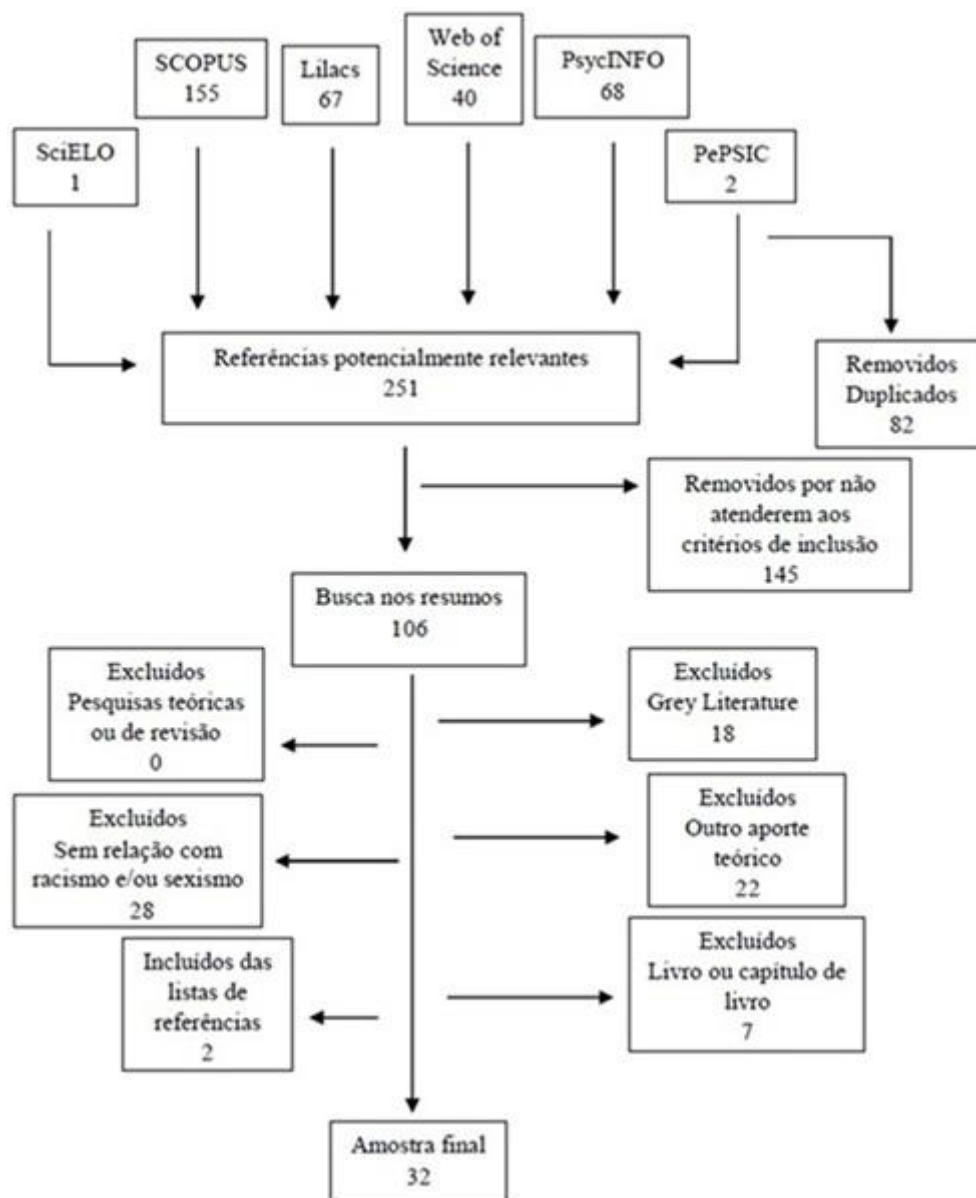 SCOPUS
155
Lilacs
67
Web of
Science
40
PsycINFO
68
SciELO
1
PePSIC
2
Referências potencialmente relevantes
251
Removidos
Duplicados
82
Removidos por não
atenderem aos
critérios de inclusão
145
Busca nos resumos
106
Excluídos
Pesquisas teóricas
ou de revisão
0
Excluídos
Grey Literature
18
Excluídos
Sem relação com
racismo e/ou sexismo
28
Excluídos
Outro aporte
teórico
22
Incluídos das
listas de
referências
2
Excluídos
Livro ou capítulo de
livro
7
Amostra final
32